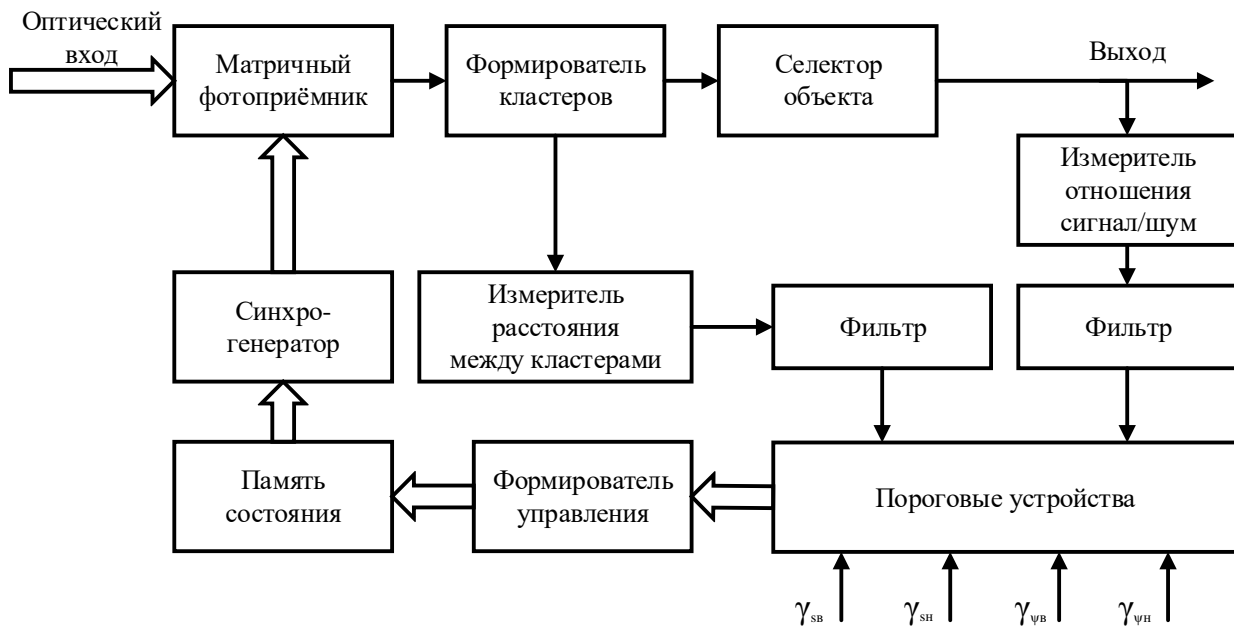 Оптический
вход
Матричный
фотоприёмник
Формирователь
кластеров
Селектор
объекта
Выход
Измеритель
отношения
сигнал/шум
Синхро-
генератор
Измеритель
расстояния
между кластерами
Фильтр
Фильтр
Память
состояния
Формирователь
управления
Пороговые устройства
γsв
γsн
γψв
γψн